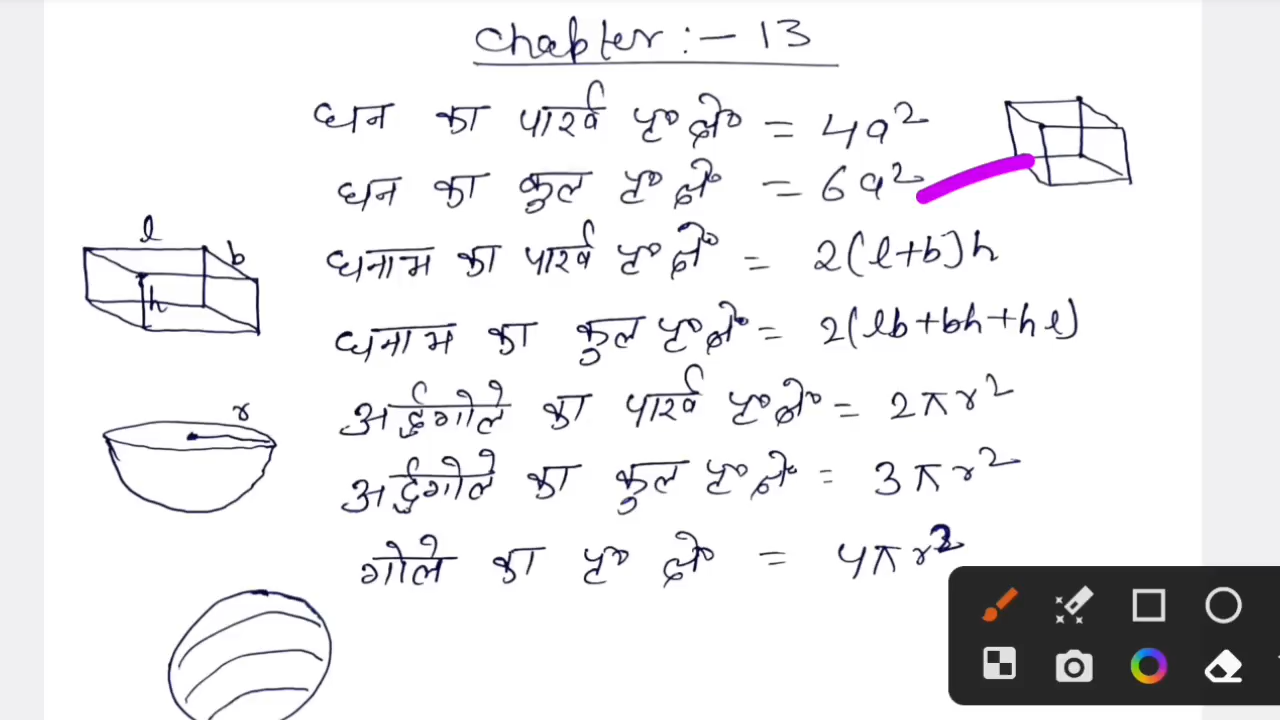 Chapter :- 13
घन का पार्श्व पृ० क्षे० = 4a²
घन का कुल पृ० क्षे० = 6a²
घनाभ का पार्श्व पृ० क्षे० = 2(l+b)h
घनाभ का कुल पृ० क्षे० = 2(lb+bh+hl)
अर्द्धगोले का पार्श्व पृ० क्षे० = 2πr²
अर्द्धगोले का कुल पृ० क्षे० = 3πr²
गोले का पृ० क्षे० = 4πr²
l
b
h
r